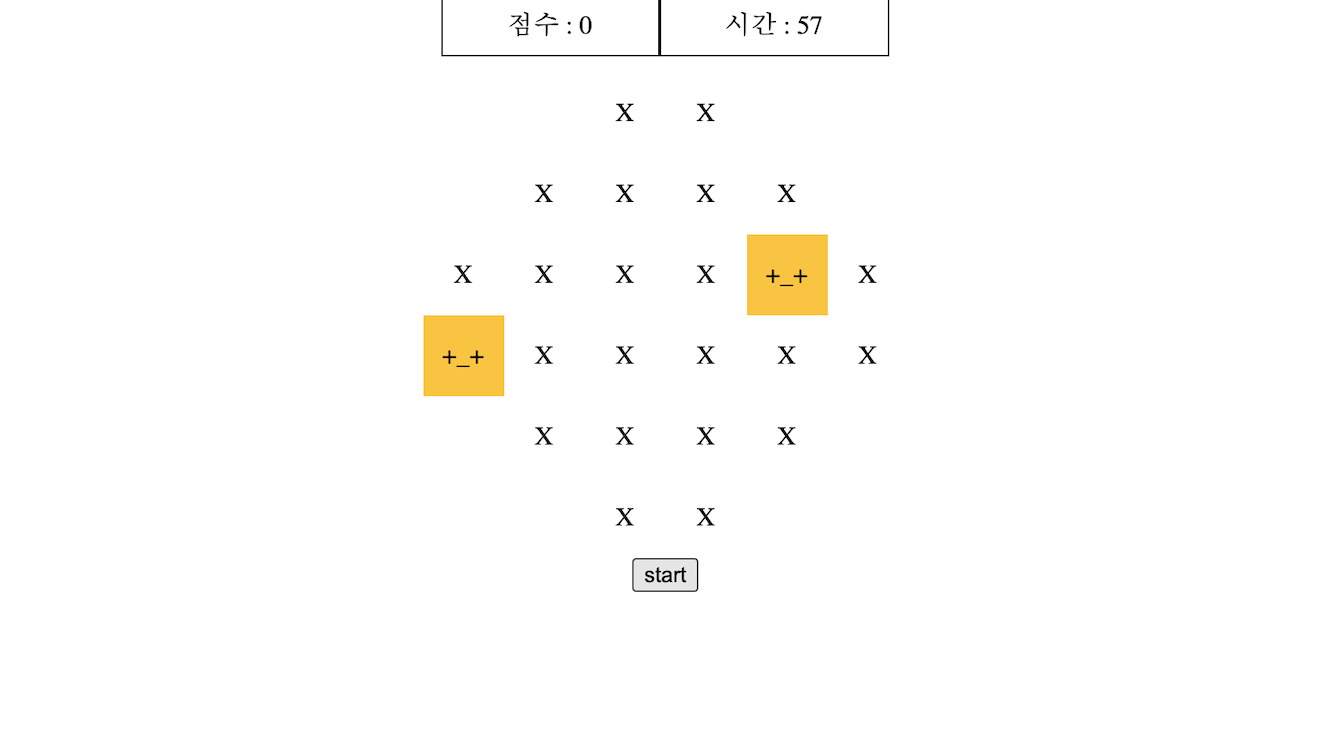 점수 : 0 시간 : 57
X X
X X X X
X X X X +_+ X
+_+ X X X X X
X X X X
X X
start